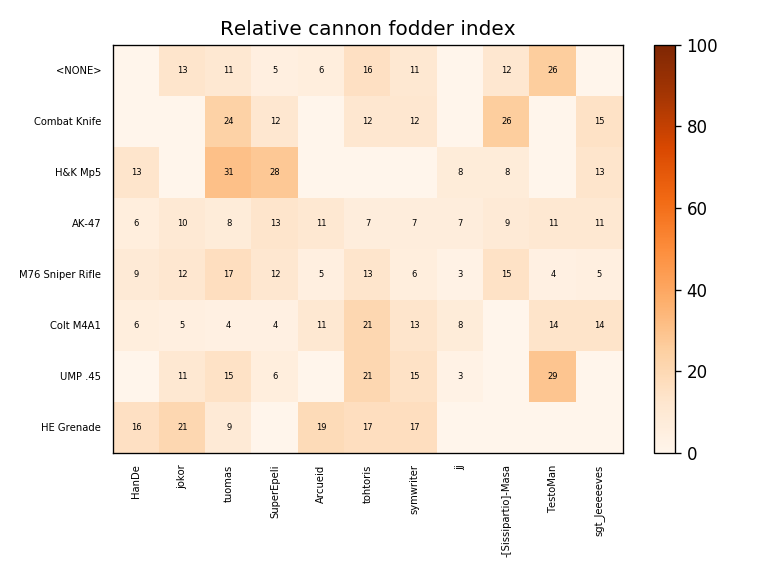 Relative cannon fodder index
<NONE> 13 11 5 6 16 11 12 26
Combat Knife 24 12 12 12 26 15
H&K Mp5 13 31 28 8 8 13
AK-47 6 10 8 13 11 7 7 7 9 11 11
M76 Sniper Rifle 9 12 17 12 5 13 6 3 15 4 5
Colt M4A1 6 5 4 4 11 21 13 8 14 14
UMP .45 11 15 6 21 15 3 29
HE Grenade 16 21 9 19 17 17
HanDe
jokor
tuomas
SuperEpeli
Arcueid
tohtoris
symwriter
jj
-[Sissipartio]-Masa
TestoMan
sgt_Jeeeeeves
100
80
60
40
20
0